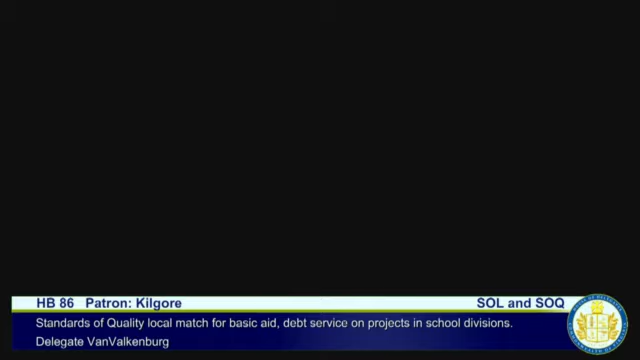 HB 86 Patron: Kilgore SOL and SOQ
Standards of Quality local match for basic aid, debt service on projects in school divisions.
Delegate VanValkenburg